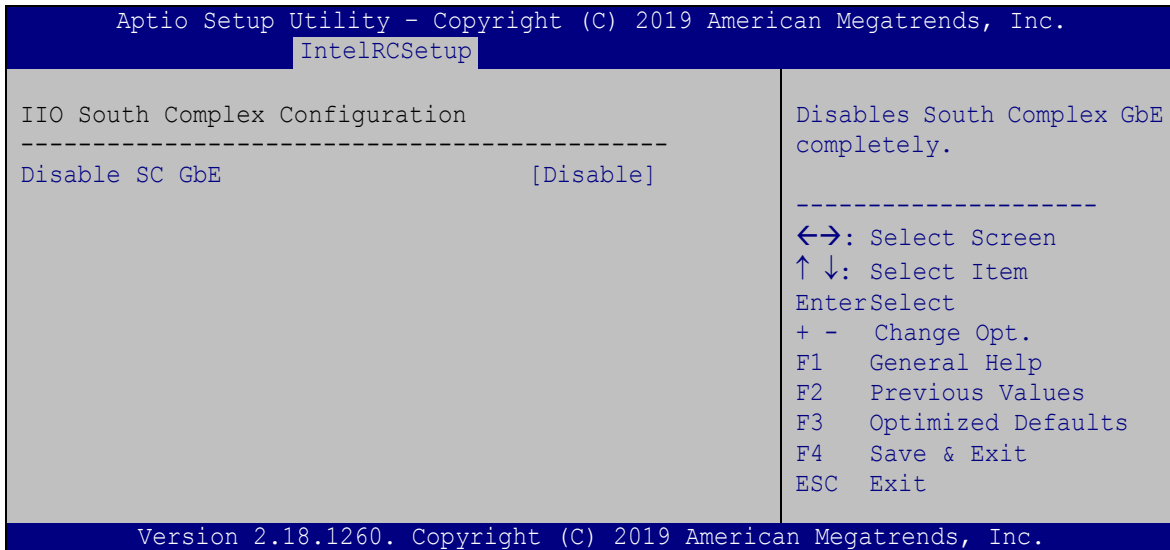 Aptio Setup Utility – Copyright (C) 2019 American Megatrends, Inc.
IntelRCSetup
IIO South Complex Configuration
---------------------------------------------
Disable SC GbE [Disable]
Disables South Complex GbE
completely.
---------------------
←→: Select Screen
↑ ↓: Select Item
EnterSelect
+ - Change Opt.
F1 General Help
F2 Previous Values
F3 Optimized Defaults
F4 Save & Exit
ESC Exit
Version 2.18.1260. Copyright (C) 2019 American Megatrends, Inc.